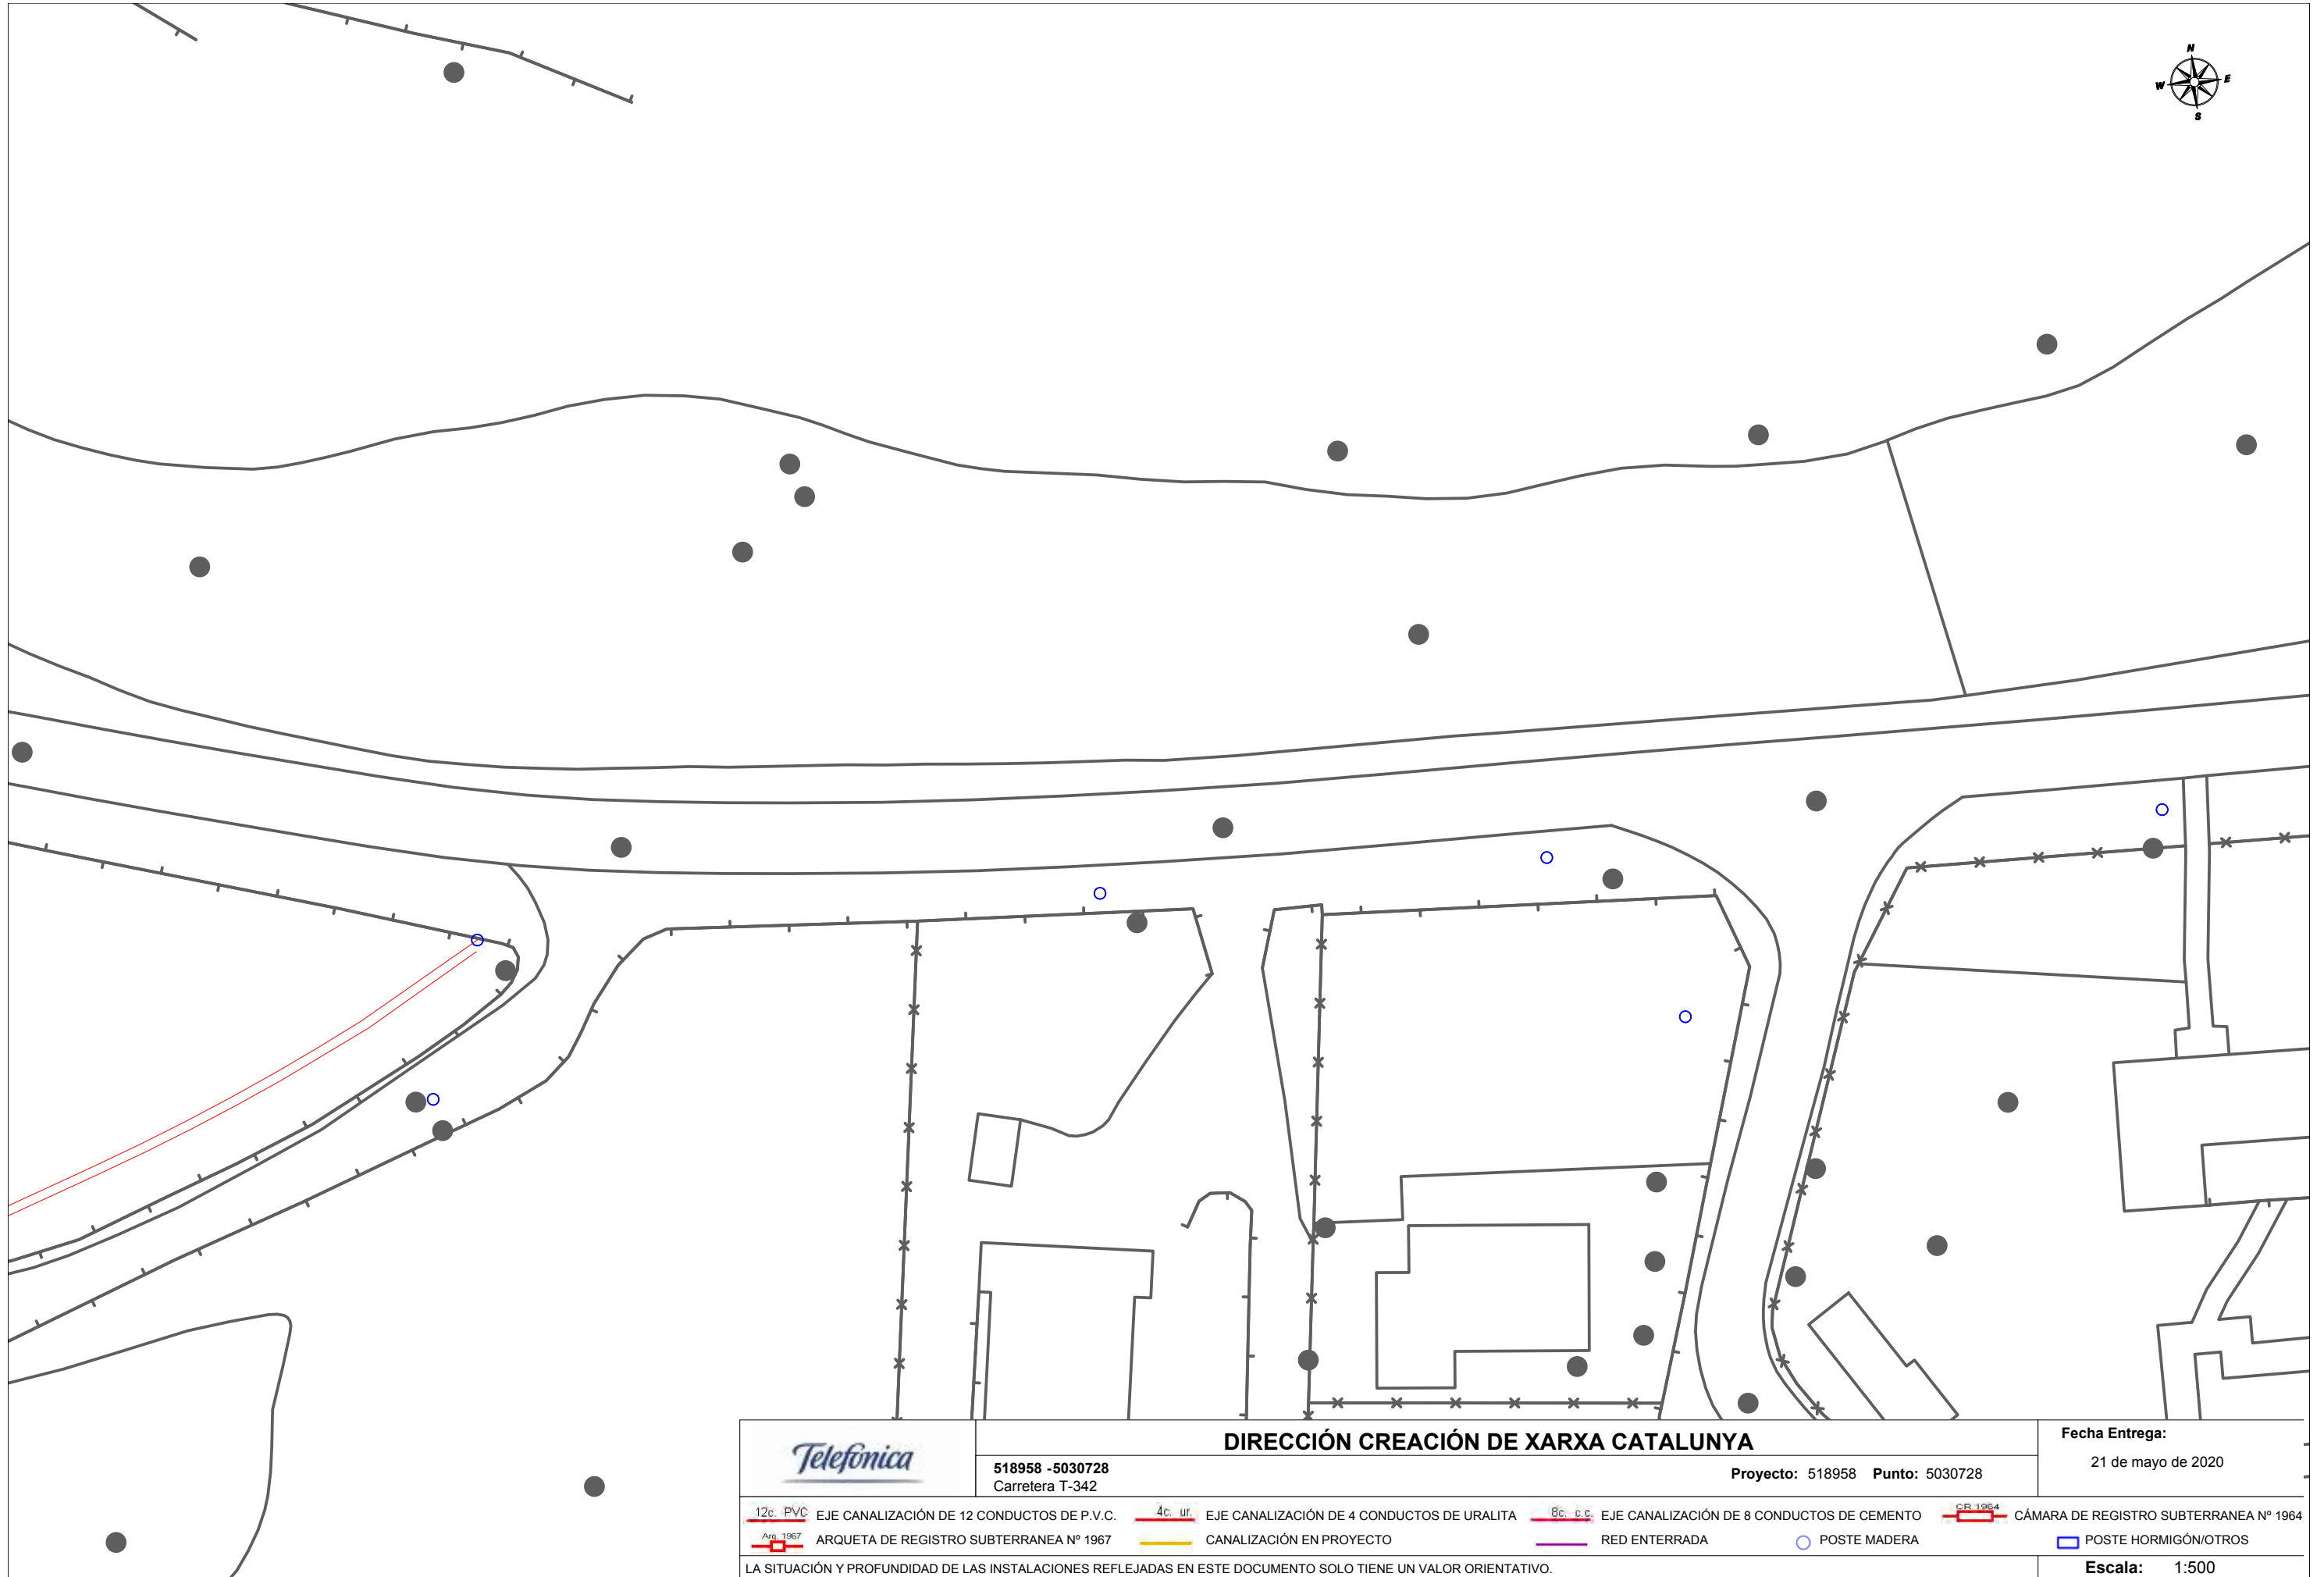 N
W E
S
Telefónica
DIRECCIÓN CREACIÓN DE XARXA CATALUNYA
518958 -5030728
Carretera T-342
Proyecto: 518958 Punto: 5030728
Fecha Entrega:
21 de mayo de 2020
12c. PVC EJE CANALIZACIÓN DE 12 CONDUCTOS DE P.V.C. 4c. ur. EJE CANALIZACIÓN DE 4 CONDUCTOS DE URALITA 8c. c.c. EJE CANALIZACIÓN DE 8 CONDUCTOS DE CEMENTO CR 1964 CÁMARA DE REGISTRO SUBTERRANEA Nº 1964
Arq. 1967 ARQUETA DE REGISTRO SUBTERRANEA Nº 1967 CANALIZACIÓN EN PROYECTO RED ENTERRADA POSTE MADERA POSTE HORMIGÓN/OTROS
LA SITUACIÓN Y PROFUNDIDAD DE LAS INSTALACIONES REFLEJADAS EN ESTE DOCUMENTO SOLO TIENE UN VALOR ORIENTATIVO.
Escala: 1:500